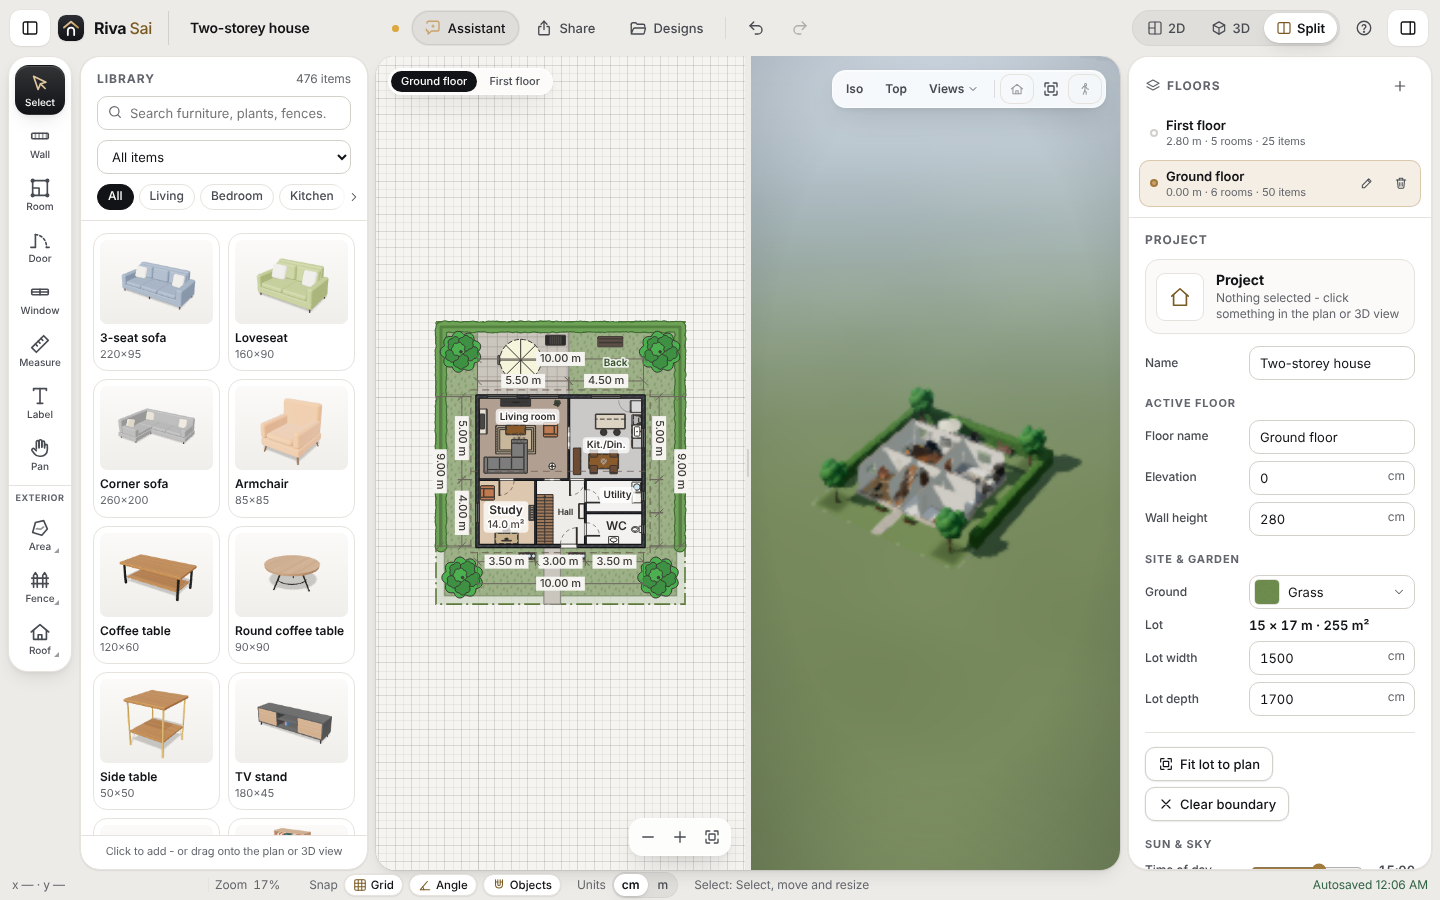 Riva Sai
Two-storey house
Assistant
Share
Designs
2D
3D
Split
Select
Wall
Room
Door
Window
Measure
Label
Pan
EXTERIOR
Area
Fence
Roof
LIBRARY
476 items
Search furniture, plants, fences.
All items
All
Living
Bedroom
Kitchen
3-seat sofa
220×95
Loveseat
160×90
Corner sofa
260×200
Armchair
85×85
Coffee table
120×60
Round coffee table
90×90
Side table
50×50
TV stand
180×45
Click to add - or drag onto the plan or 3D view
Ground floor
First floor
10.00 m
Back
5.50 m
4.50 m
Living room
Kit./Din.
5.00 m
5.00 m
9.00 m
9.00 m
4.00 m
Utility
Study
14.0 m²
Hall
WC
3.50 m
3.00 m
3.50 m
10.00 m
Iso
Top
Views
FLOORS
First floor
2.80 m · 5 rooms · 25 items
Ground floor
0.00 m · 6 rooms · 50 items
PROJECT
Project
Nothing selected - click
something in the plan or 3D view
Name
Two-storey house
ACTIVE FLOOR
Floor name
Ground floor
Elevation
0
cm
Wall height
280
cm
SITE & GARDEN
Ground
Grass
Lot
15 × 17 m · 255 m²
Lot width
1500
cm
Lot depth
1700
cm
Fit lot to plan
Clear boundary
SUN & SKY
Time of day
15:00
x — · y —
Zoom 17%
Snap
Grid
Angle
Objects
Units
cm
m
Select: Select, move and resize
Autosaved 12:06 AM